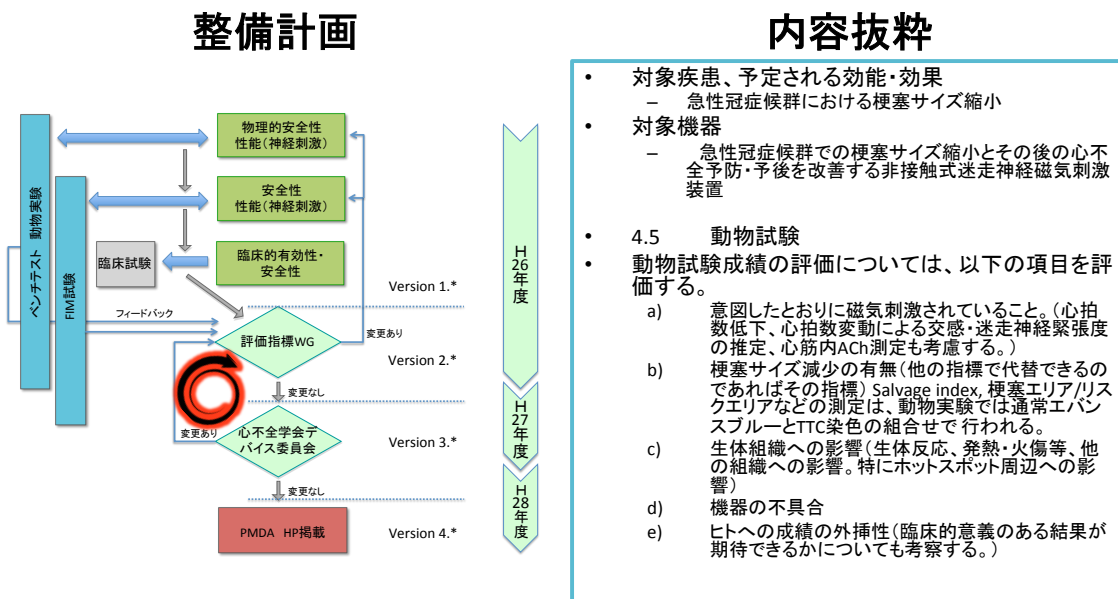 整備計画
物理的安全性
性能(神経刺激)
安全性
性能(神経刺激)
臨床的有効性・
安全性
臨床試験
ベンチテスト 動物実験
FIM試験
フィードバック
評価指標WG
変更あり
変更なし
心不全学会デ
バイス委員会
変更あり
変更なし
PMDA HP掲載
Version 1.*
Version 2.*
Version 3.*
Version 4.*
H26年度
H27年度
H28年度
内容抜粋
• 対象疾患、予定される効能・効果
– 急性冠症候群における梗塞サイズ縮小
• 対象機器
– 急性冠症候群での梗塞サイズ縮小とその後の心不
全予防・予後を改善する非接触式迷走神経磁気刺激
装置
• 4.5 動物試験
• 動物試験成績の評価については、以下の項目を評
価する。
a) 意図したとおりに磁気刺激されていること。(心拍
数低下、心拍数変動による交感・迷走神経緊張度
の推定、心筋内ACh測定も考慮する。)
b) 梗塞サイズ減少の有無(他の指標で代替できるの
であればその指標) Salvage index, 梗塞エリア/リス
クエリアなどの測定は、動物実験では通常エバン
スブルーとTTC染色の組合せで 行われる。
c) 生体組織への影響(生体反応、発熱・火傷等、他
の組織への影響。特にホットスポット周辺への影
響)
d) 機器の不具合
e) ヒトへの成績の外挿性(臨床的意義のある結果が
期待できるかについても考察する。)